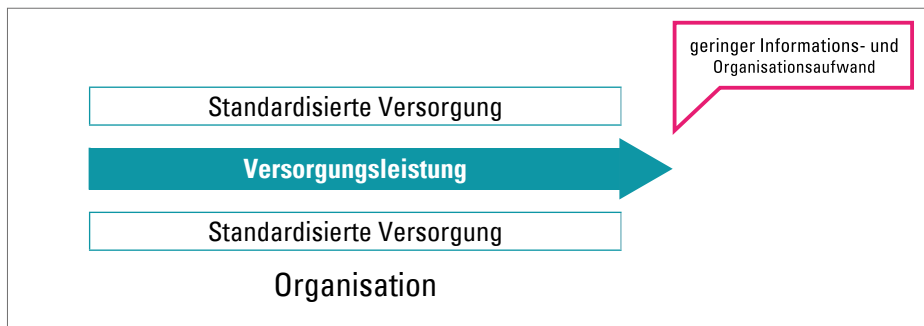 geringer Informations- und
Organisationsaufwand
Standardisierte Versorgung
Versorgungsleistung
Standardisierte Versorgung
Organisation